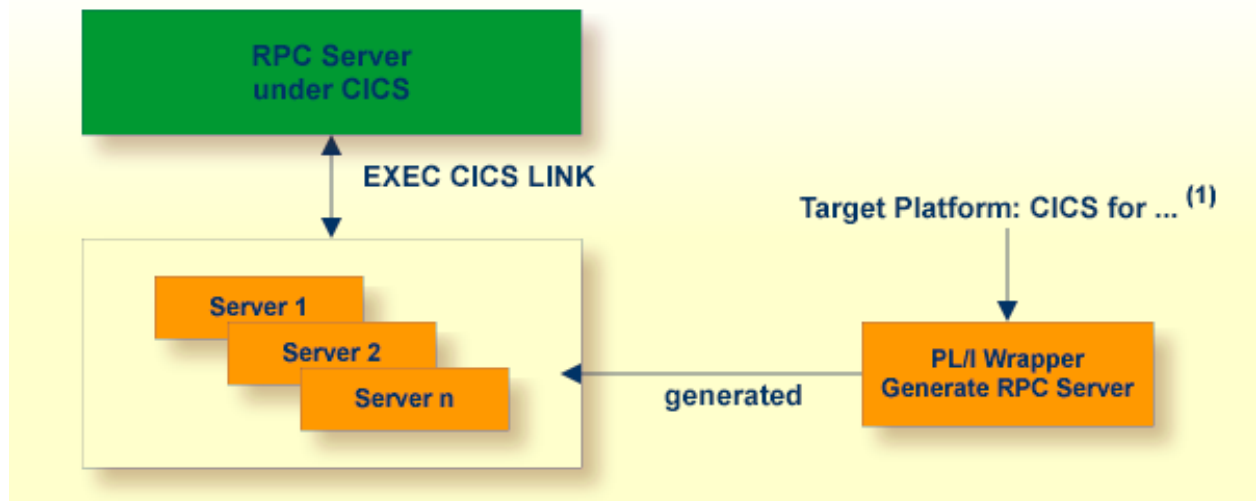 RPC Server
under CICS
EXEC CICS LINK
Target Platform: CICS for ... (1)
Server 1
Server 2
Server n
PL/I Wrapper
Generate RPC Server
generated